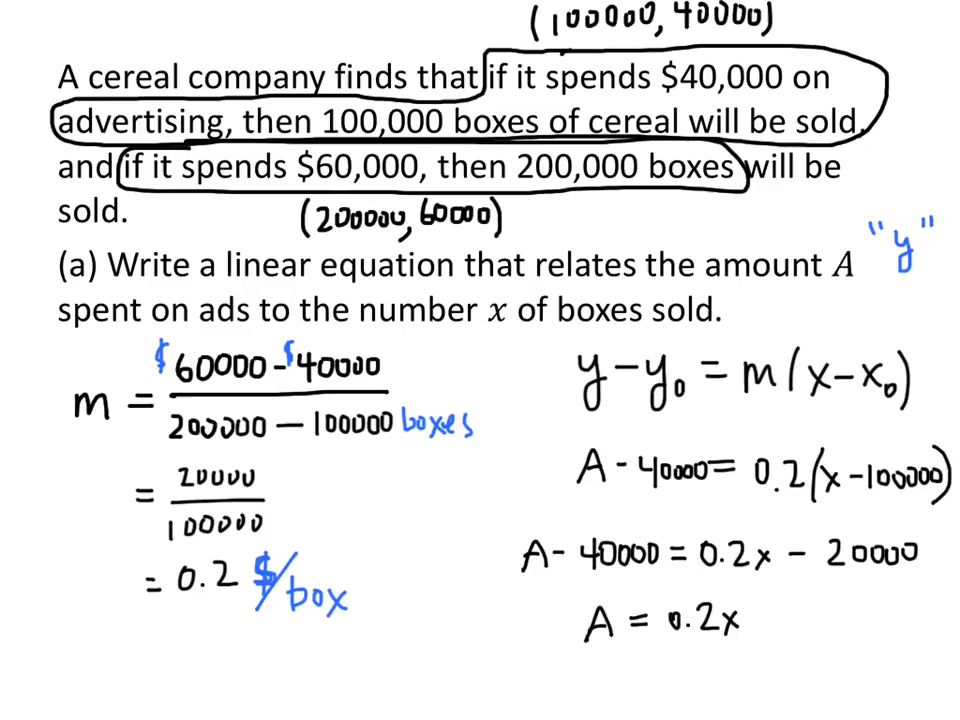 (100000, 40000)
A cereal company finds that if it spends $40,000 on
advertising, then 100,000 boxes of cereal will be sold,
and if it spends $60,000, then 200,000 boxes will be
sold.
(200000, 60000)
(a) Write a linear equation that relates the amount A "y"
spent on ads to the number x of boxes sold.
m = $60000 - $40000 / 200000 - 100000 boxes
= 20000 / 100000
= 0.2 $/box
y - y₀ = m(x - x₀)
A - 40000 = 0.2(x - 100000)
A - 40000 = 0.2x - 20000
A = 0.2x